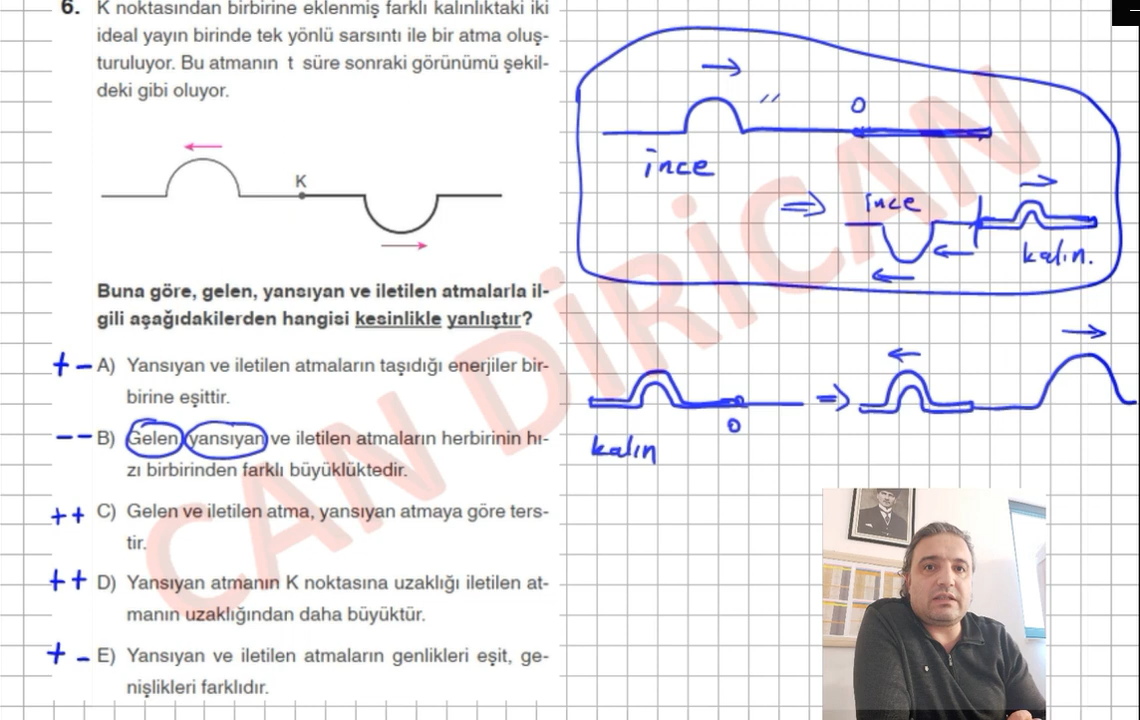 6. K noktasından birbirine eklenmiş farklı kalınlıktaki iki
ideal yayın birinde tek yönlü sarsıntı ile bir atma oluş-
turuluyor. Bu atmanın t süre sonraki görünümü şekil-
deki gibi oluyor.
K
Buna göre, gelen, yansıyan ve iletilen atmalarla il-
gili aşağıdakilerden hangisi kesinlikle yanlıştır?
+ - A) Yansıyan ve iletilen atmaların taşıdığı enerjiler bir-
birine eşittir.
- - B) Gelen yansıyan ve iletilen atmaların herbirinin hı-
zı birbirinden farklı büyüklüktedir.
+ + C) Gelen ve iletilen atma, yansıyan atmaya göre ters-
tir.
+ + D) Yansıyan atmanın K noktasına uzaklığı iletilen at-
manın uzaklığından daha büyüktür.
+ - E) Yansıyan ve iletilen atmaların genlikleri eşit, ge-
nişlikleri farklıdır.
O
ince
ince
kalın.
O
kalın
CAN DİRİCAN